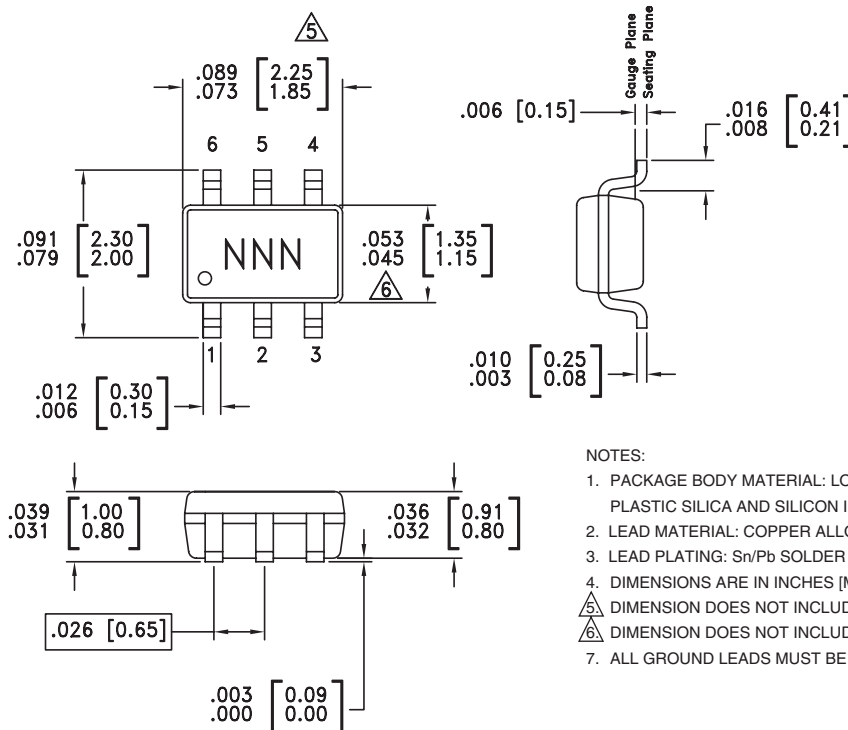 5
.089 [2.25]
.073 [1.85]
Gauge Plane
Seating Plane
.006 [0.15]
.016 [0.41]
.008 [0.21]
6 5 4
.091 [2.30]
.079 [2.00]
NNN
.053 [1.35]
.045 [1.15]
6
1 2 3
.012 [0.30]
.006 [0.15]
.010 [0.25]
.003 [0.08]
.039 [1.00]
.031 [0.80]
.036 [0.91]
.032 [0.80]
.026 [0.65]
.003 [0.09]
.000 [0.00]
NOTES:
1. PACKAGE BODY MATERIAL: LO
PLASTIC SILICA AND SILICON I
2. LEAD MATERIAL: COPPER ALLO
3. LEAD PLATING: Sn/Pb SOLDER
4. DIMENSIONS ARE IN INCHES [M
5. DIMENSION DOES NOT INCLUD
6. DIMENSION DOES NOT INCLUD
7. ALL GROUND LEADS MUST BE